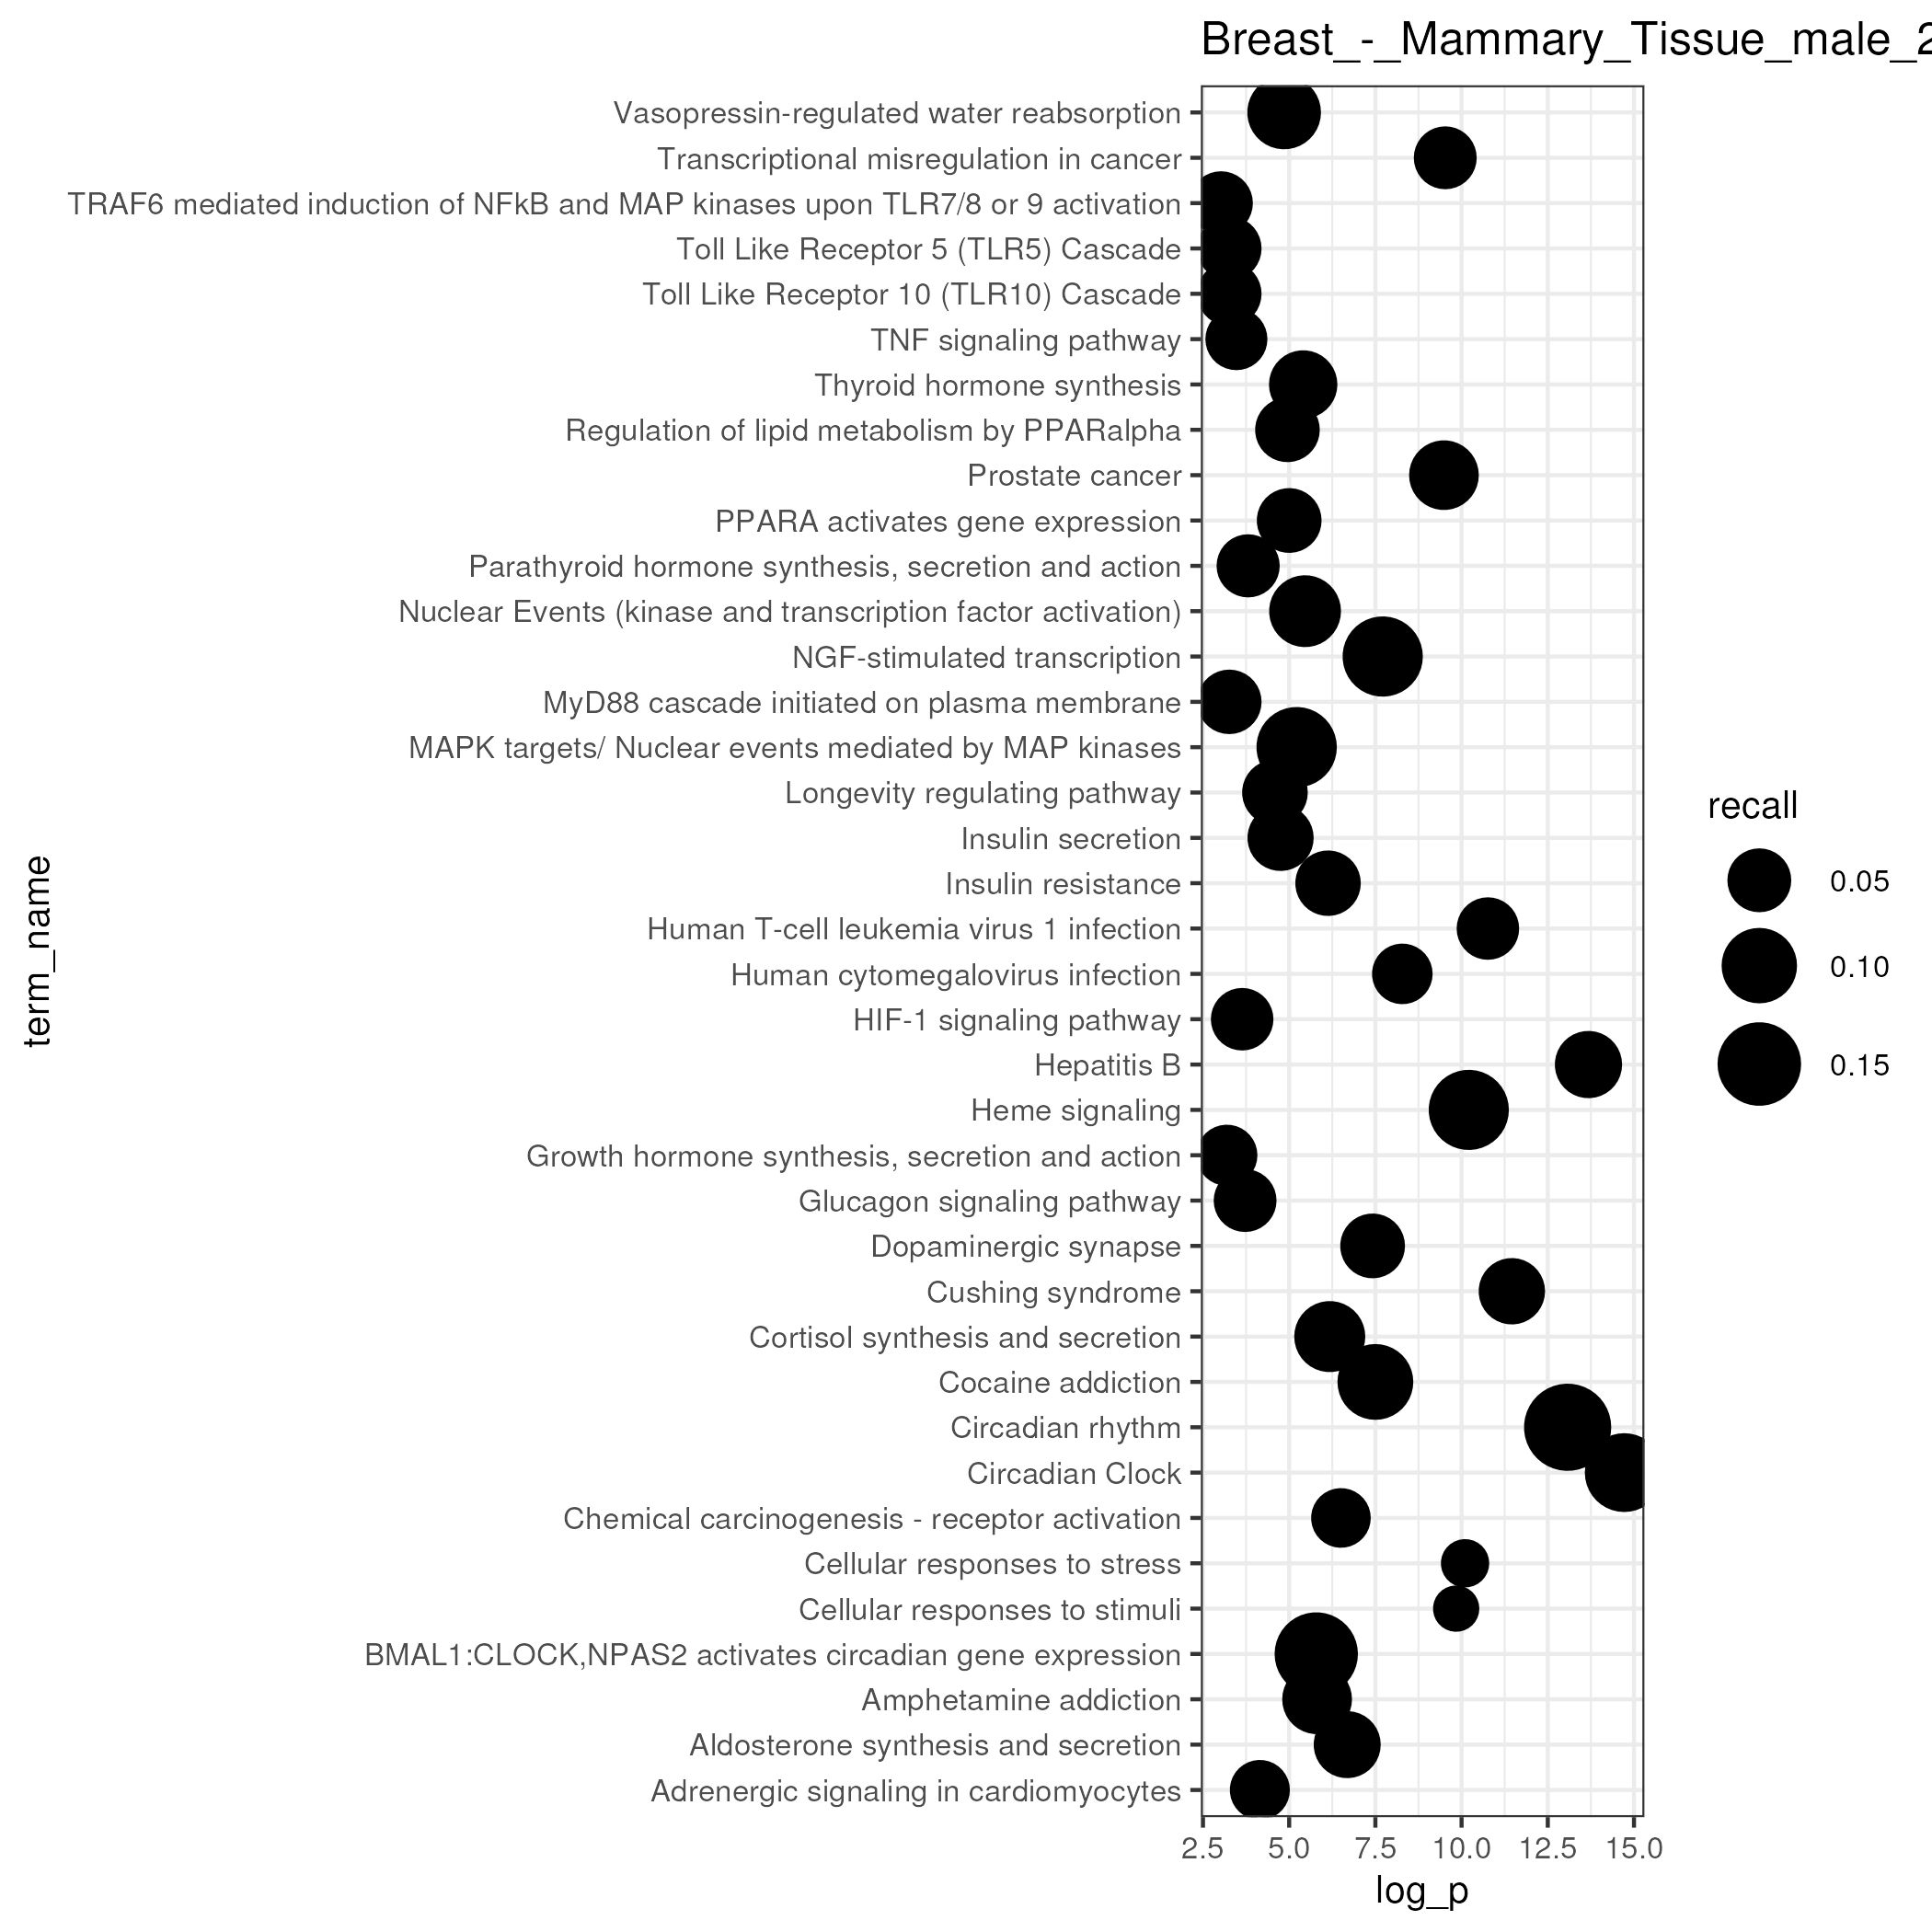 Breast_-_Mammary_Tissue_male_2
Vasopressin-regulated water reabsorption
Transcriptional misregulation in cancer
TRAF6 mediated induction of NFkB and MAP kinases upon TLR7/8 or 9 activation
Toll Like Receptor 5 (TLR5) Cascade
Toll Like Receptor 10 (TLR10) Cascade
TNF signaling pathway
Thyroid hormone synthesis
Regulation of lipid metabolism by PPARalpha
Prostate cancer
PPARA activates gene expression
Parathyroid hormone synthesis, secretion and action
Nuclear Events (kinase and transcription factor activation)
NGF-stimulated transcription
MyD88 cascade initiated on plasma membrane
MAPK targets/ Nuclear events mediated by MAP kinases
Longevity regulating pathway
Insulin secretion
Insulin resistance
Human T-cell leukemia virus 1 infection
Human cytomegalovirus infection
HIF-1 signaling pathway
Hepatitis B
Heme signaling
Growth hormone synthesis, secretion and action
Glucagon signaling pathway
Dopaminergic synapse
Cushing syndrome
Cortisol synthesis and secretion
Cocaine addiction
Circadian rhythm
Circadian Clock
Chemical carcinogenesis - receptor activation
Cellular responses to stress
Cellular responses to stimuli
BMAL1:CLOCK,NPAS2 activates circadian gene expression
Amphetamine addiction
Aldosterone synthesis and secretion
Adrenergic signaling in cardiomyocytes
term_name
2.5 5.0 7.5 10.0 12.5 15.0
log_p
recall
0.05
0.10
0.15